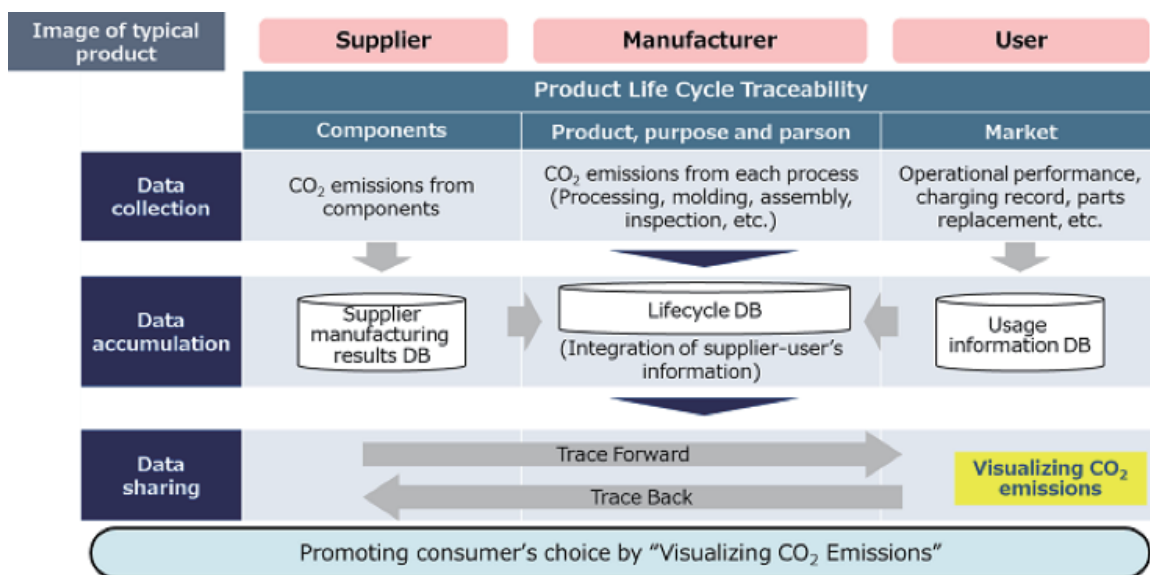 Image of typical
product
Supplier
Manufacturer
User
Product Life Cycle Traceability
Components
Product, purpose and parson
Market
Data
collection
CO₂ emissions from
components
CO₂ emissions from each process
(Processing, molding, assembly,
inspection, etc.)
Operational performance,
charging record, parts
replacement, etc.
Data
accumulation
Supplier
manufacturing
results DB
Lifecycle DB
(Integration of supplier-user’s
information)
Usage
information DB
Data
sharing
Trace Forward
Trace Back
Visualizing CO₂
emissions
Promoting consumer’s choice by “Visualizing CO₂ Emissions”